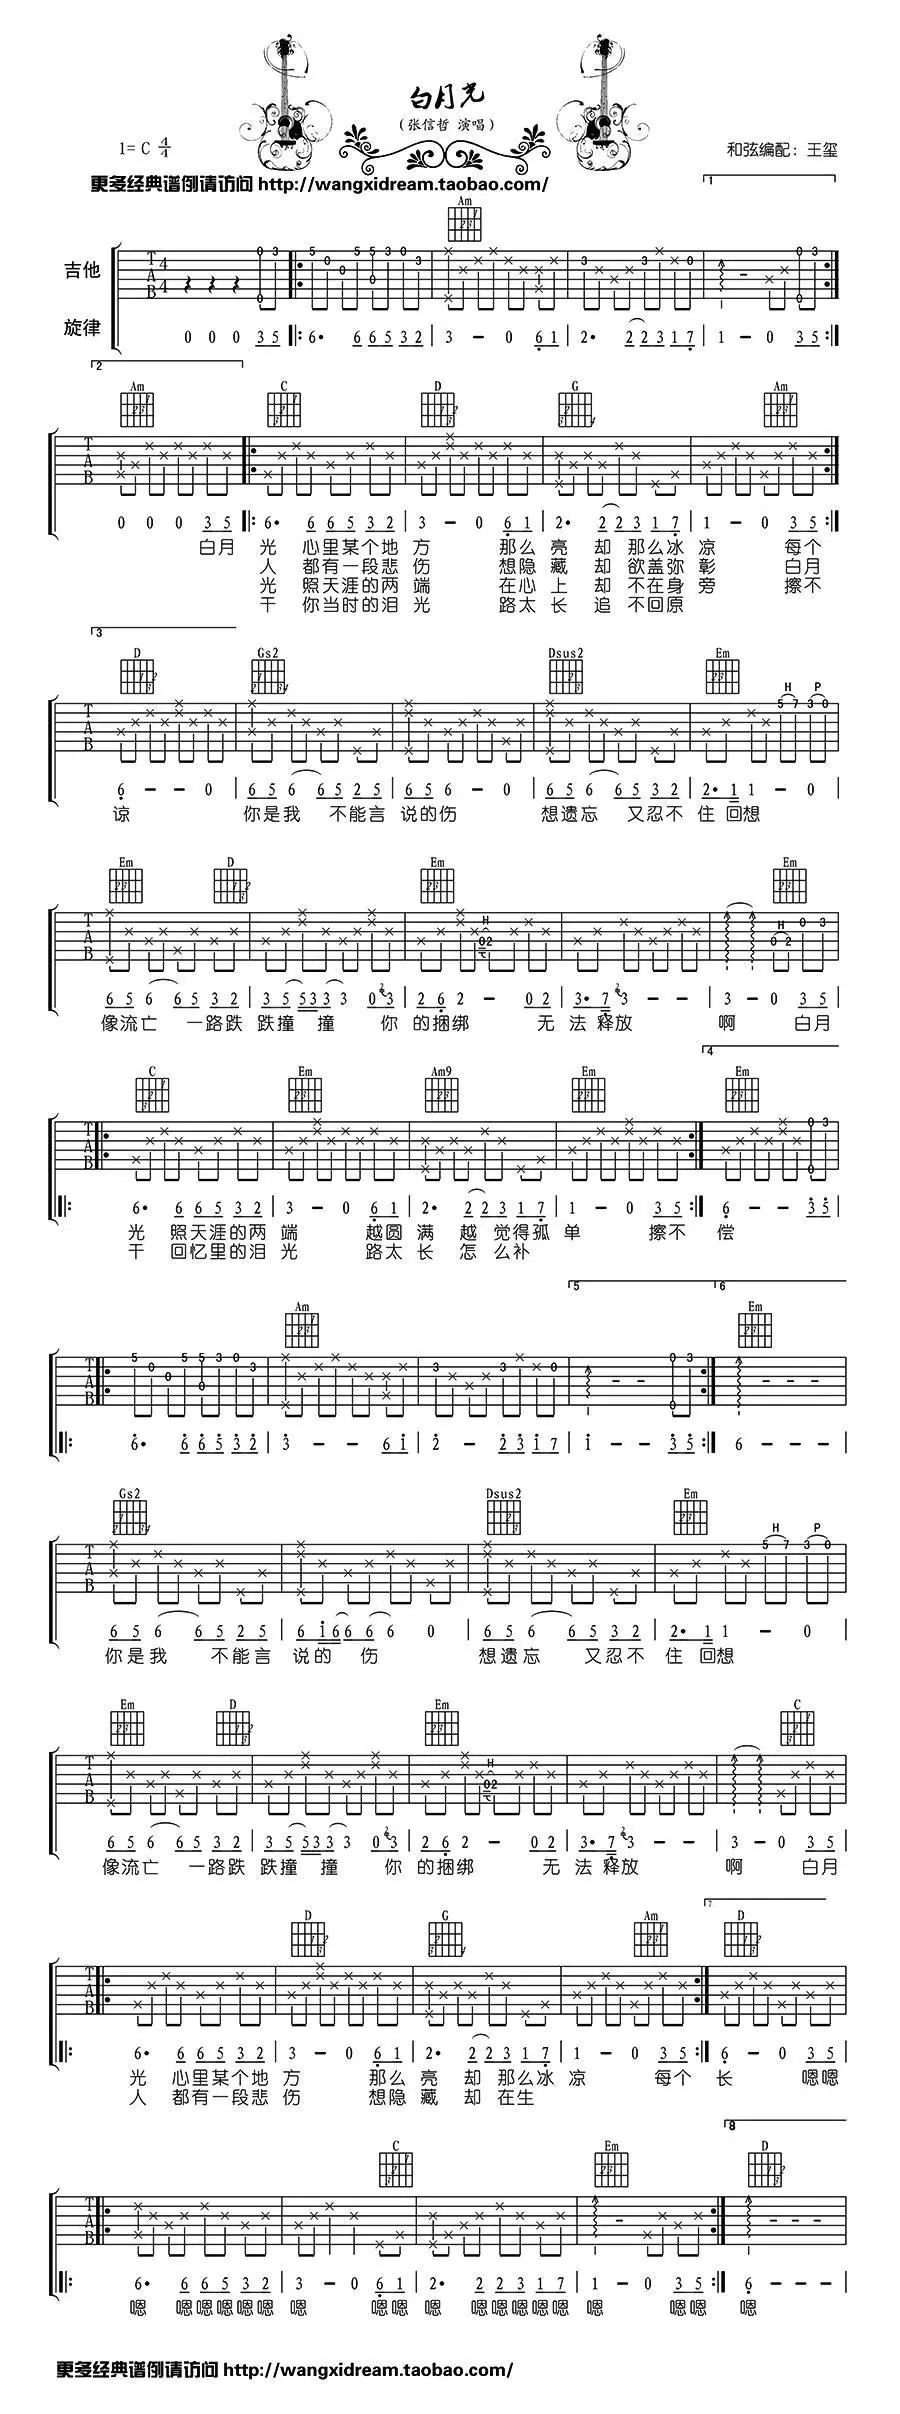 白月光
（张信哲 演唱）
1= C 4/4
和弦编配：王玺
更多经典谱例请访问 http://wangxidream.taobao.com/
1
Am
吉他
旋律
0 0 0 3 5 6· 6 6 5 3 2 3 - 0 6 1 2· 2 2 3 1 7 1 - 0 3 5
2
Am C D G Am
0 0 0 3 5 6· 6 6 5 3 2 3 - 0 6 1 2· 2 2 3 1 7 1 - 0 3 5
白月 光 心里某个地 方 那么 亮 却 那么冰 凉 每个
人 都有一段悲 伤 想隐 藏 却 欲盖弥 彰 白月
光 照天涯的两 端 在心 上 却 不在身 旁 擦不
干 你当时的泪 光 路太 长 追 不回原
3
D Gs2 Dsus2 Em
H P
6 - - 0 6 5 6 6 5 2 5 6 5 6 - 0 6 5 6 6 5 3 2 2· 1 1 - 0
谅 你是我 不能言 说的伤 想遗忘 又忍不 住 回想
Em D Em Em
H H
6 5 6 6 5 3 2 3 5 5 3 3 3 0 3 2 6 2 - 0 2 3· 7 3 - - 3 - 0 3 5
像流亡 一路跌 跌撞 撞 你 的捆绑 无 法 释放 啊 白月
4
C Em Am9 Em Em
6· 6 6 5 3 2 3 - 0 6 1 2· 2 2 3 1 7 1 - 0 3 5 6 - - 3 5
光 照天涯的两 端 越圆 满 越 觉得孤 单 擦不 偿
干 回忆里的泪 光 路太 长 怎 么补
5 6
Am Em
6· 6 6 5 3 2 3 - - 6 1 2 - 2 3 1 7 1 - - 3 5 6 - - -
Gs2 Dsus2 Em
H P
6 5 6 6 5 2 5 6 1 6 6 6 0 6 5 6 6 5 3 2 2· 1 1 - 0
你是我 不能言 说的 伤 想遗忘 又忍不 住 回想
Em D Em C
H
6 5 6 6 5 3 2 3 5 5 3 3 3 0 3 2 6 2 - 0 2 3· 7 3 - - 3 - 0 3 5
像流亡 一路跌 跌撞 撞 你 的捆绑 无 法 释放 啊 白月
7
D G Am D
6· 6 6 5 3 2 3 - 0 6 1 2· 2 2 3 1 7 1 - 0 3 5 6 - 0 3 5
光 心里某个地 方 那么 亮 却 那么冰 凉 每个 长 嗯嗯
人 都有一段悲 伤 想隐 藏 却 在生
8
C Em D
6· 6 6 5 3 2 3 - 0 6 1 2· 2 2 3 1 7 1 - 0 3 5 6 - - -
嗯 嗯嗯嗯嗯嗯 嗯 嗯嗯 嗯 嗯嗯嗯嗯嗯 嗯 嗯嗯 嗯
更多经典谱例请访问 http://wangxidream.taobao.com/